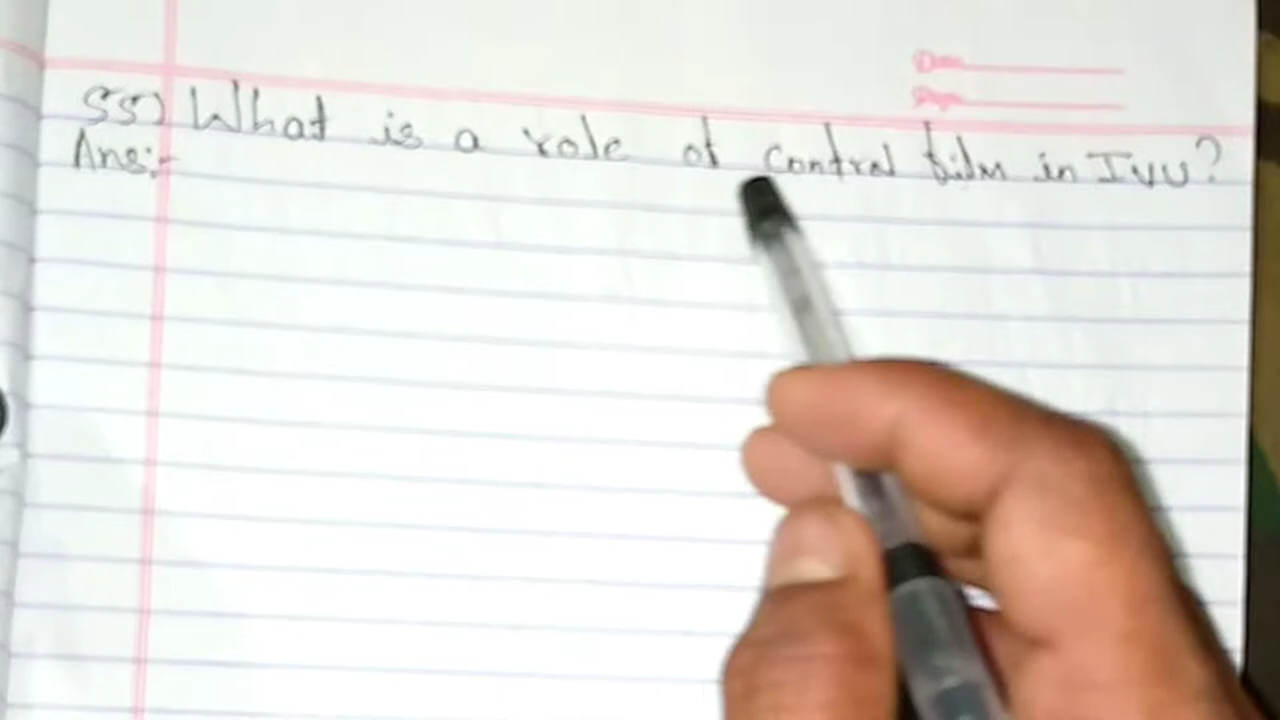 55) What is a role of control film in IVU?
Ans:-